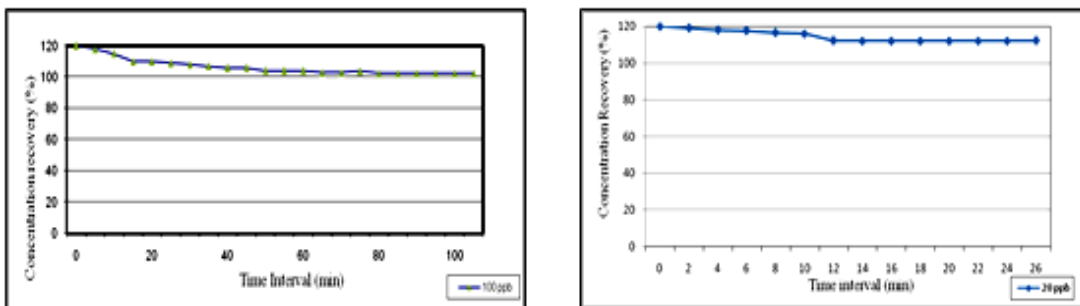 Concentration recovery (%)
120
100
80
60
40
20
0
0 20 40 60 80 100
Time Interval (min)
100 ppb
Concentration Recovery (%)
120
100
80
60
40
20
0
0 2 4 6 8 10 12 14 16 18 20 22 24 26
Time interval (min)
20 ppb